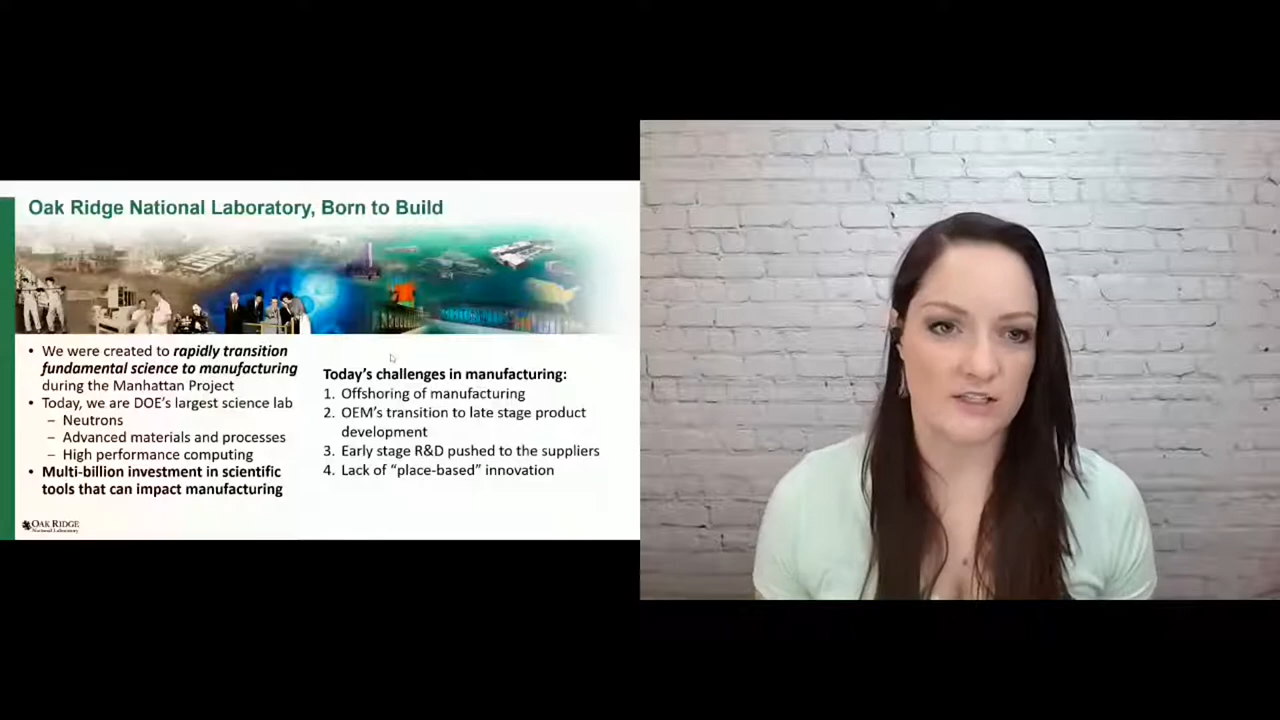 Oak Ridge National Laboratory, Born to Build
• We were created to rapidly transition
fundamental science to manufacturing
during the Manhattan Project
• Today, we are DOE's largest science lab
– Neutrons
– Advanced materials and processes
– High performance computing
• Multi-billion investment in scientific
tools that can impact manufacturing
Today's challenges in manufacturing:
1. Offshoring of manufacturing
2. OEM's transition to late stage product
development
3. Early stage R&D pushed to the suppliers
4. Lack of "place-based" innovation
OAK RIDGE
National Laboratory